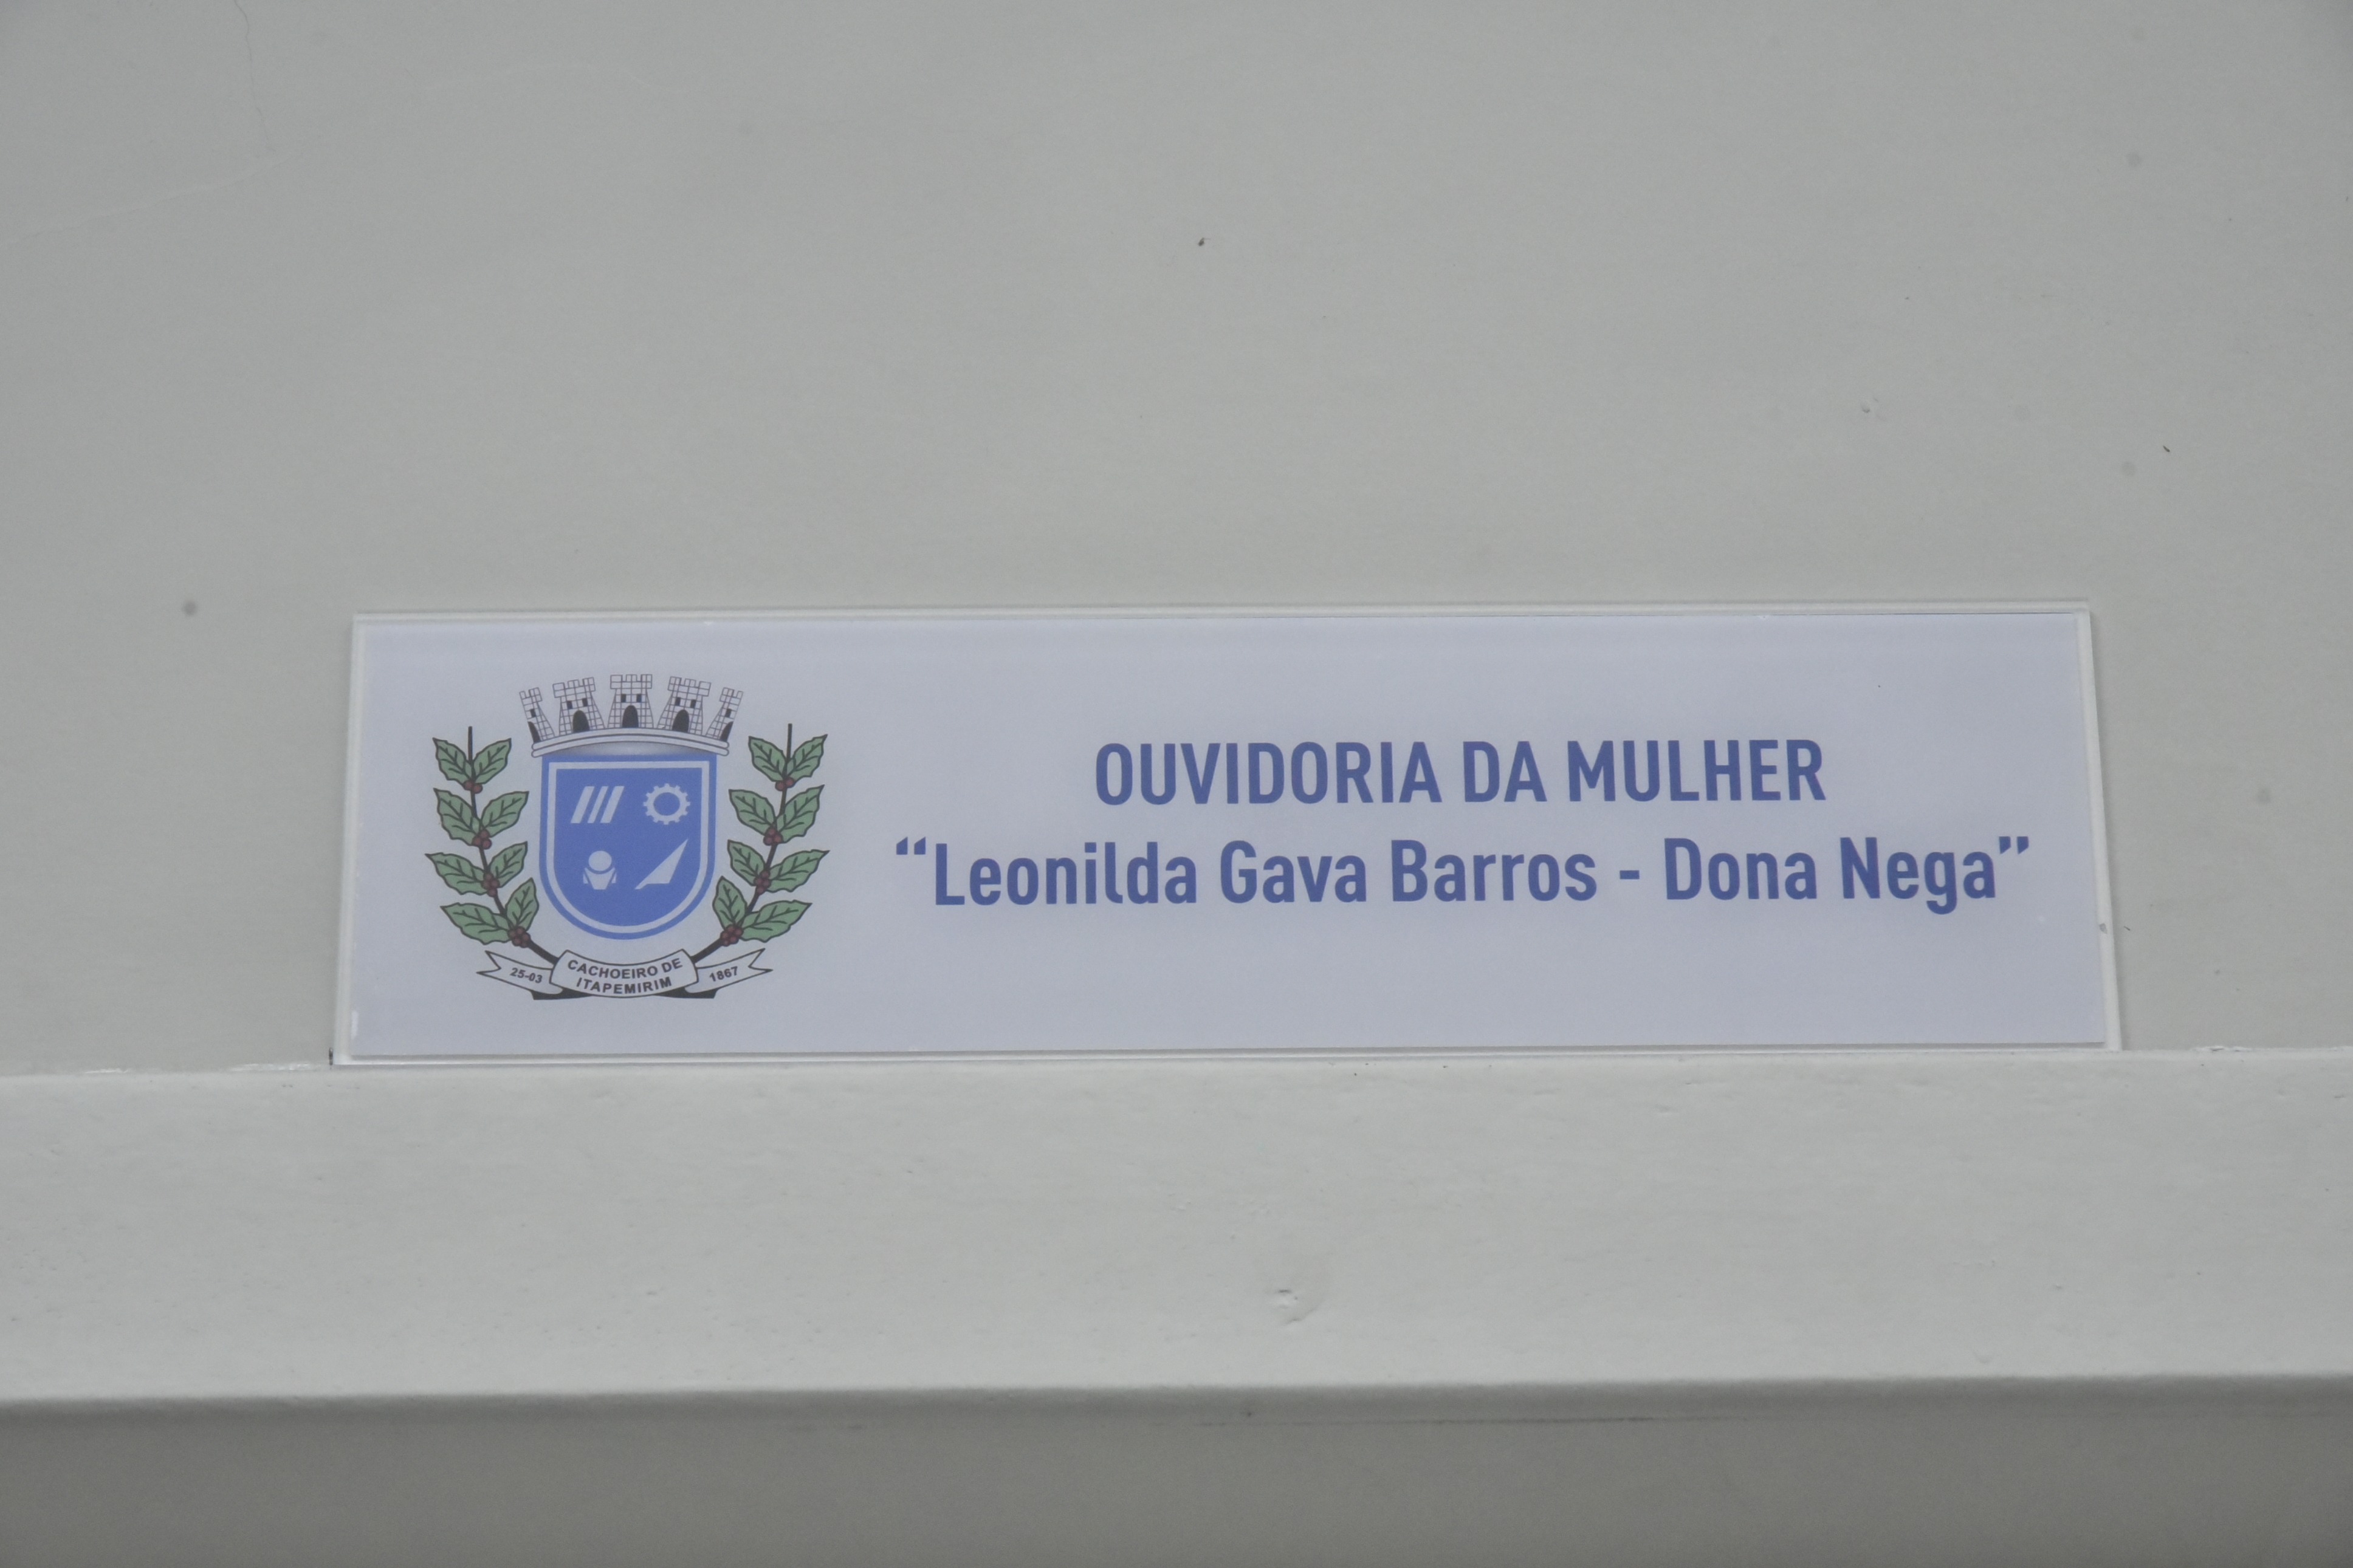 OUVIDORIA DA MULHER
“Leonilda Gava Barros - Dona Nega”
25-03
CACHOEIRO DE
ITAPEMIRIM
1867